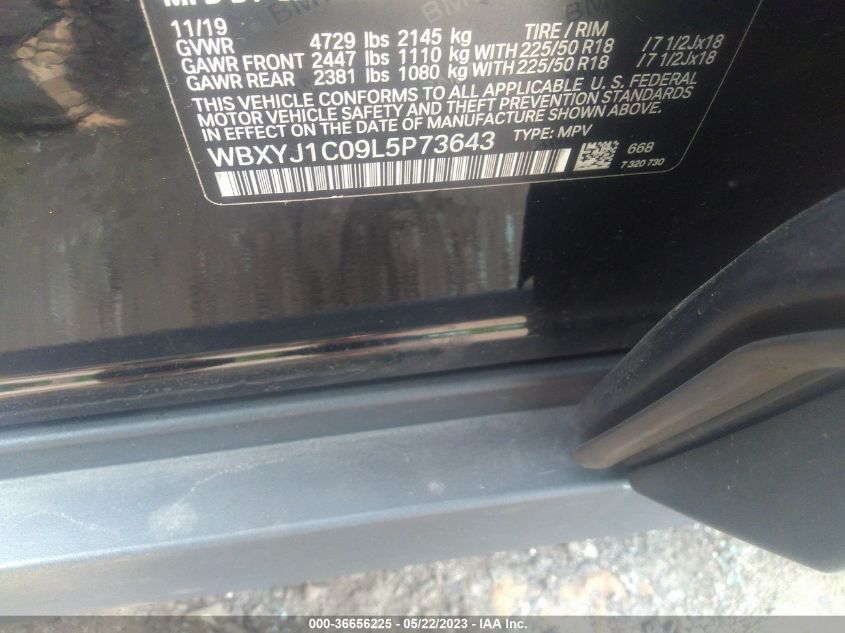 11/19 TIRE / RIM
GVWR 4729 lbs 2145 kg
GAWR FRONT 2447 lbs 1110 kg WITH 225/50 R18 /7 1/2Jx18
GAWR REAR 2381 lbs 1080 kg WITH 225/50 R18 /7 1/2Jx18
THIS VEHICLE CONFORMS TO ALL APPLICABLE U. S. FEDERAL
MOTOR VEHICLE SAFETY AND THEFT PREVENTION STANDARDS
IN EFFECT ON THE DATE OF MANUFACTURE SHOWN ABOVE.
WBXYJ1C09L5P73643 TYPE: MPV
668
7 320 730
000-36656225 - 05/22/2023 - IAA Inc.